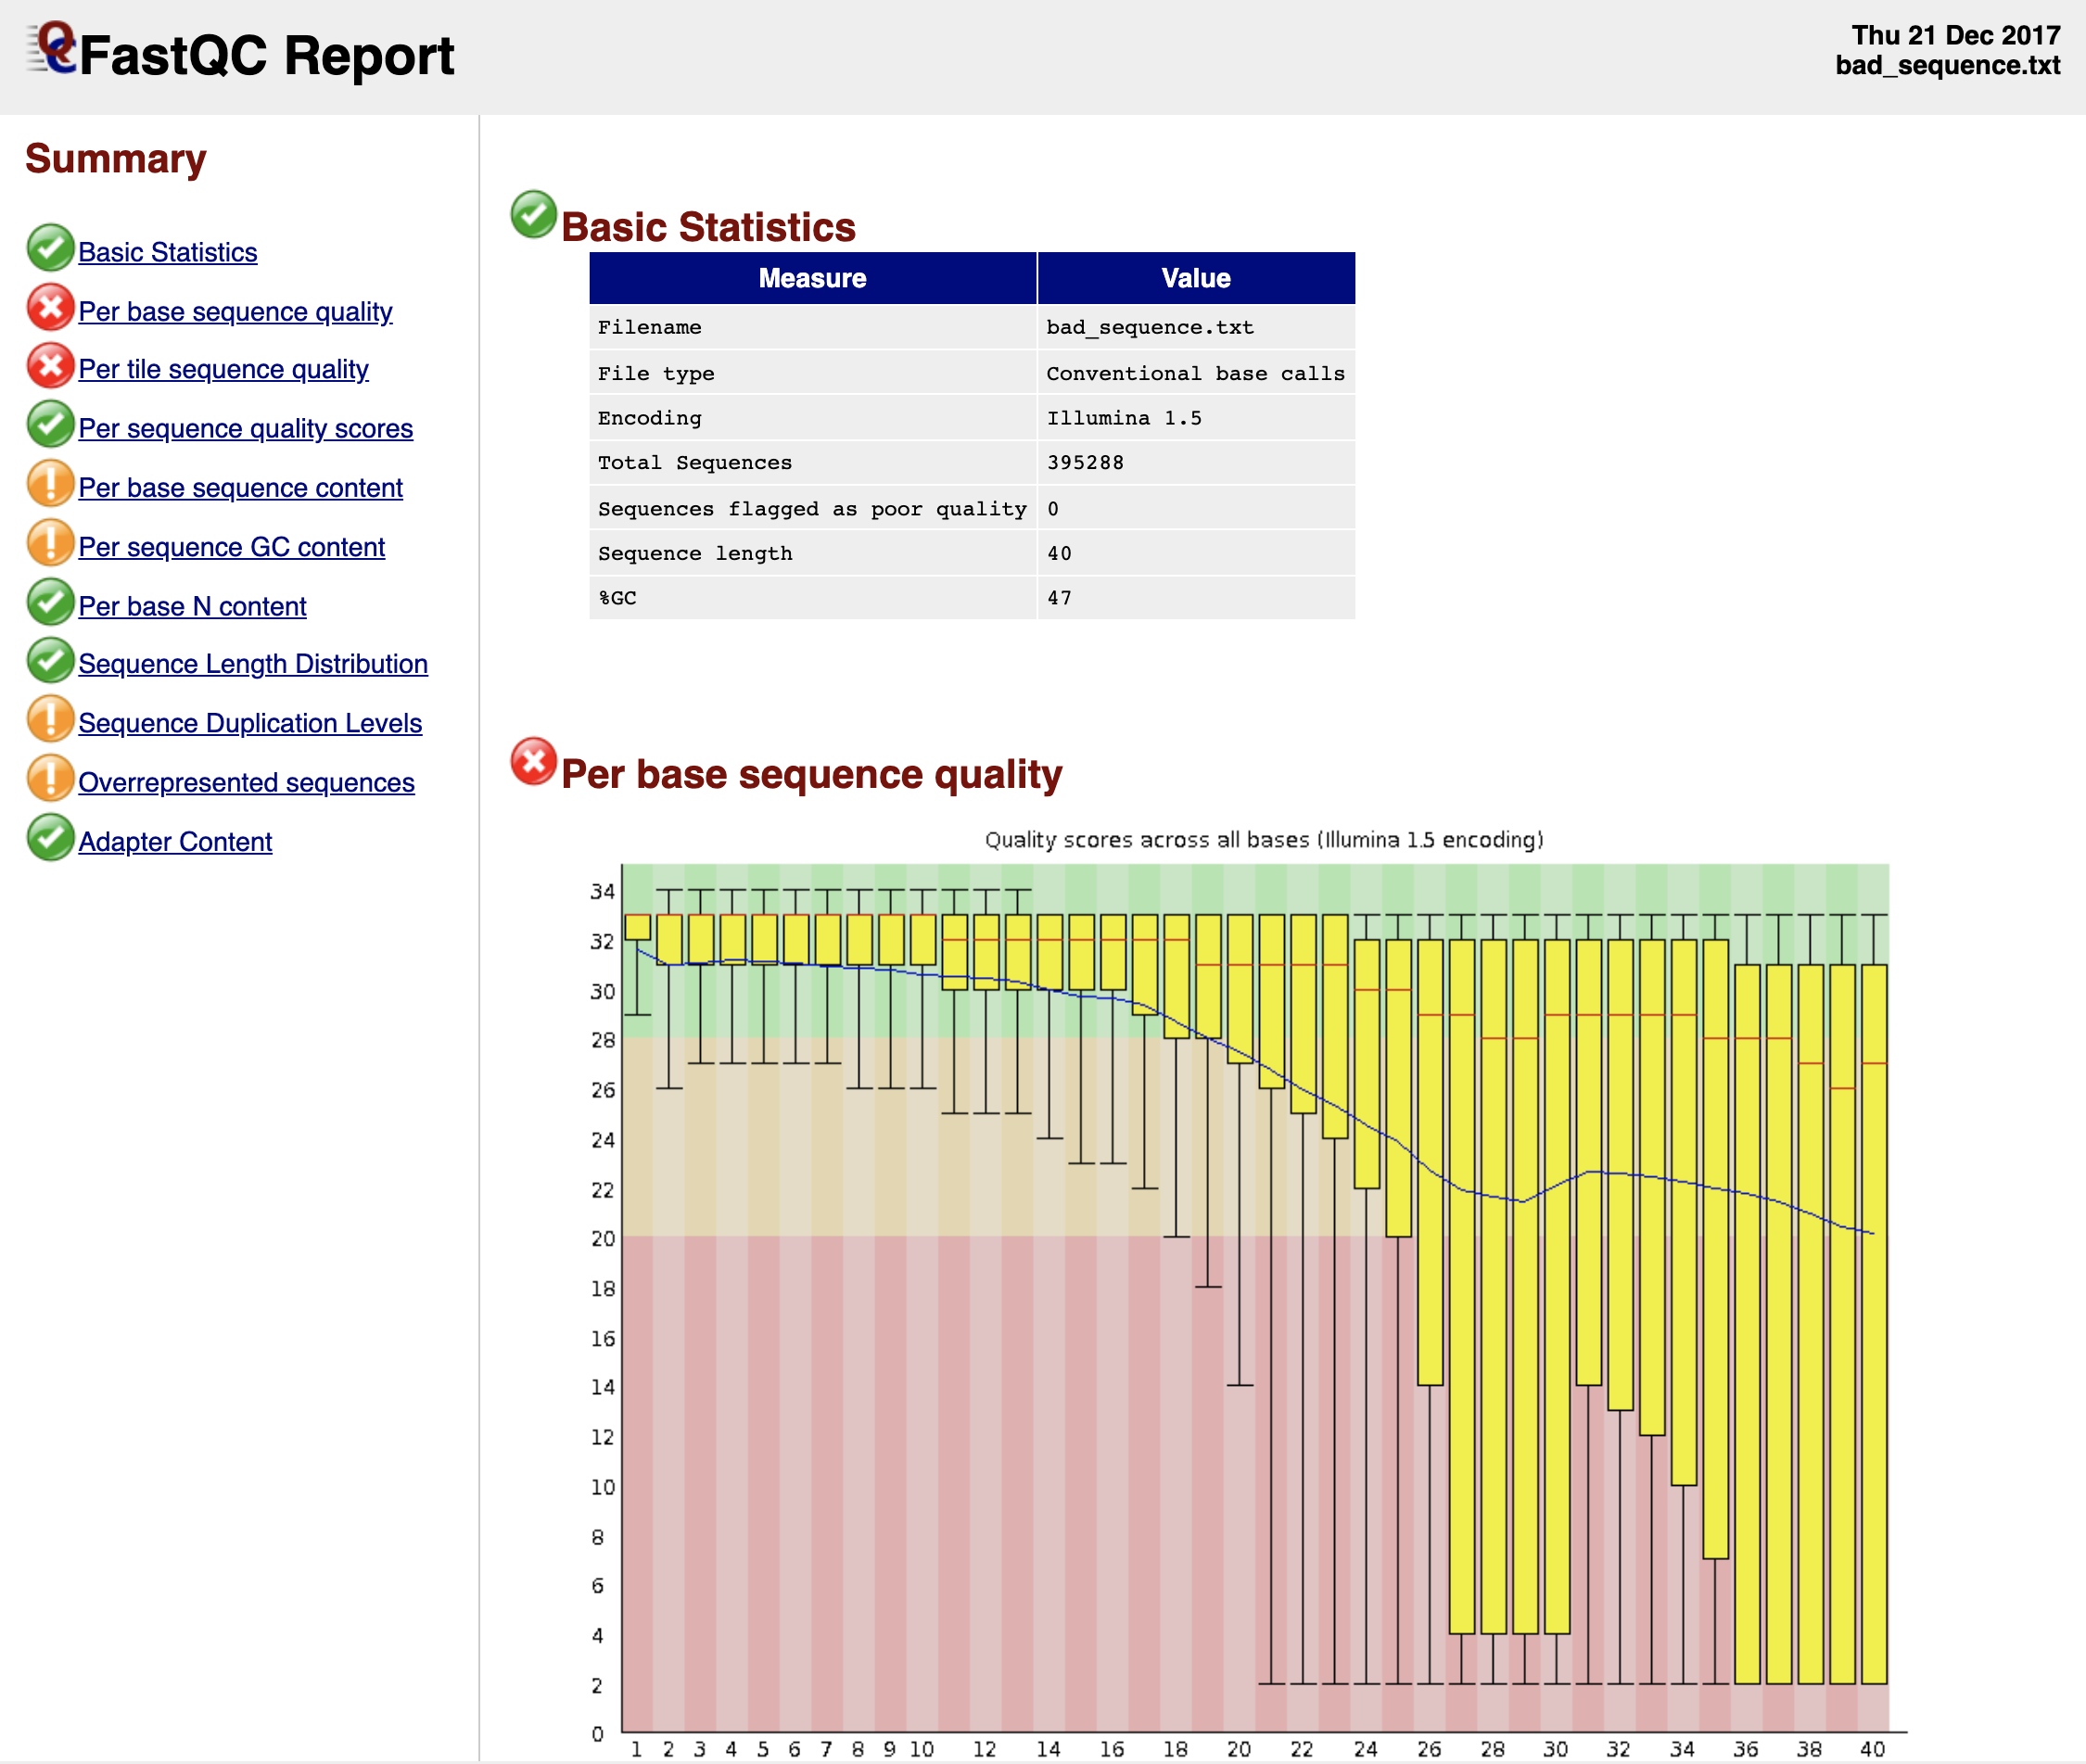 FastQC Report
Thu 21 Dec 2017
bad_sequence.txt
Summary
Basic Statistics
Per base sequence quality
Per tile sequence quality
Per sequence quality scores
Per base sequence content
Per sequence GC content
Per base N content
Sequence Length Distribution
Sequence Duplication Levels
Overrepresented sequences
Adapter Content
Basic Statistics
Measure Value
Filename bad_sequence.txt
File type Conventional base calls
Encoding Illumina 1.5
Total Sequences 395288
Sequences flagged as poor quality 0
Sequence length 40
%GC 47
Per base sequence quality
Quality scores across all bases (Illumina 1.5 encoding)
34
32
30
28
26
24
22
20
18
16
14
12
10
8
6
4
2
0
1 2 3 4 5 6 7 8 9 10 12 14 16 18 20 22 24 26 28 30 32 34 36 38 40